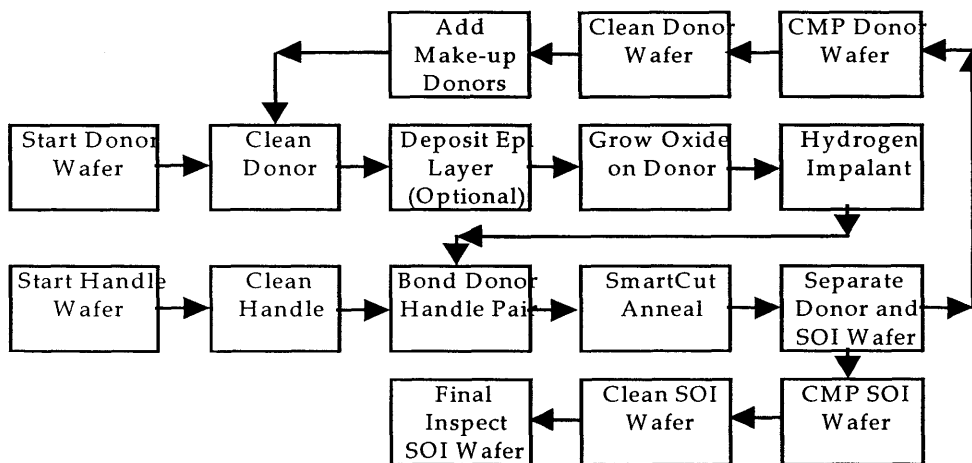 Add
Make-up
Donors
Clean Donor
Wafer
CMP Donor
Wafer
Start Donor
Wafer
Clean
Donor
Deposit Epi
Layer
(Optional)
Grow Oxide
on Donor
Hydrogen
Impalant
Start Handle
Wafer
Clean
Handle
Bond Donor
Handle Pair
SmartCut
Anneal
Separate
Donor and
SOI Wafer
Final
Inspect
SOI Wafer
Clean SOI
Wafer
CMP SOI
Wafer